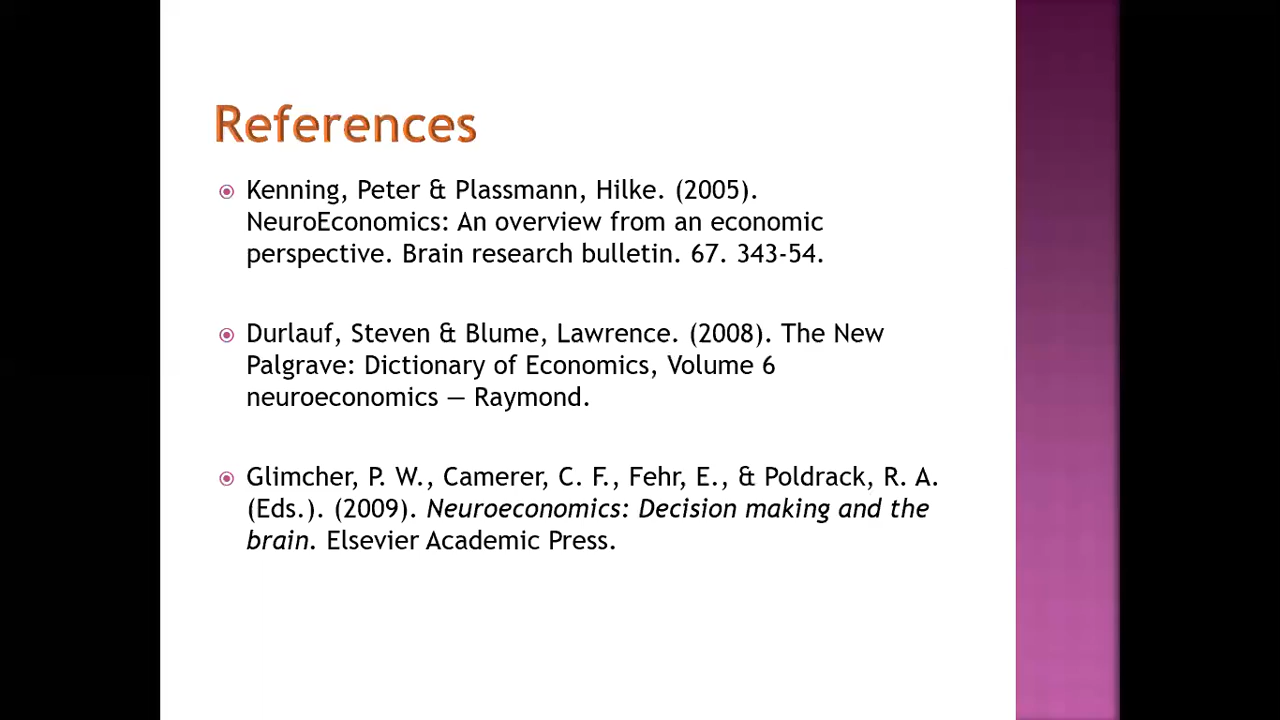 References
Kenning, Peter & Plassmann, Hilke. (2005).
NeuroEconomics: An overview from an economic
perspective. Brain research bulletin. 67. 343-54.
Durlauf, Steven & Blume, Lawrence. (2008). The New
Palgrave: Dictionary of Economics, Volume 6
neuroeconomics — Raymond.
Glimcher, P. W., Camerer, C. F., Fehr, E., & Poldrack, R. A.
(Eds.). (2009). Neuroeconomics: Decision making and the
brain. Elsevier Academic Press.